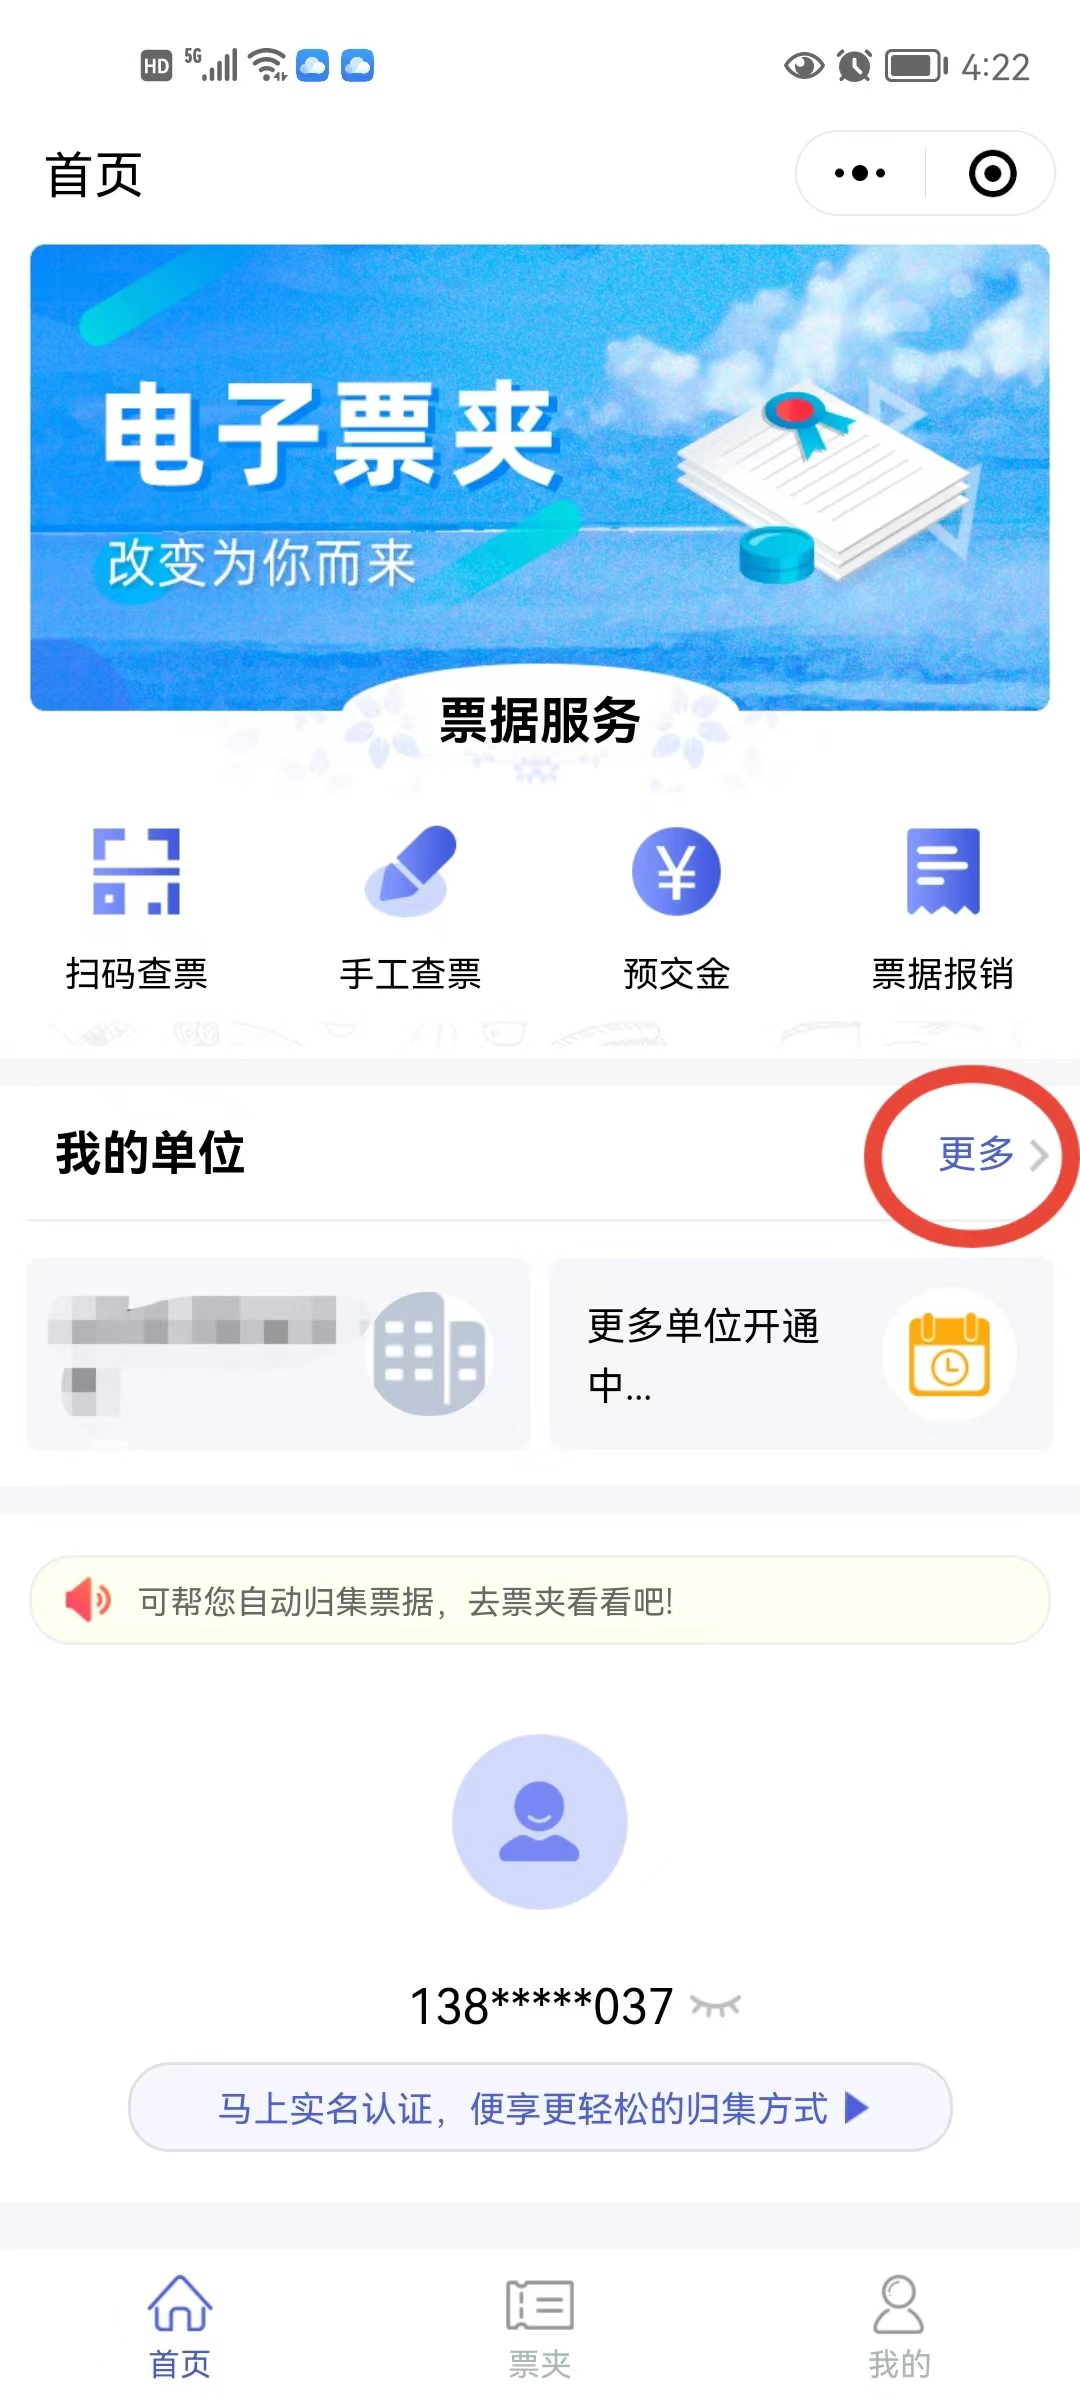 HD 5G 4:22
首页
电子票夹
改变为你而来
票据服务
¥
扫码查票 手工查票 预交金 票据报销
我的单位 更多
更多单位开通
中...
可帮您自动归集票据，去票夹看看吧!
138*****037
马上实名认证，便享更轻松的归集方式
首页 票夹 我的